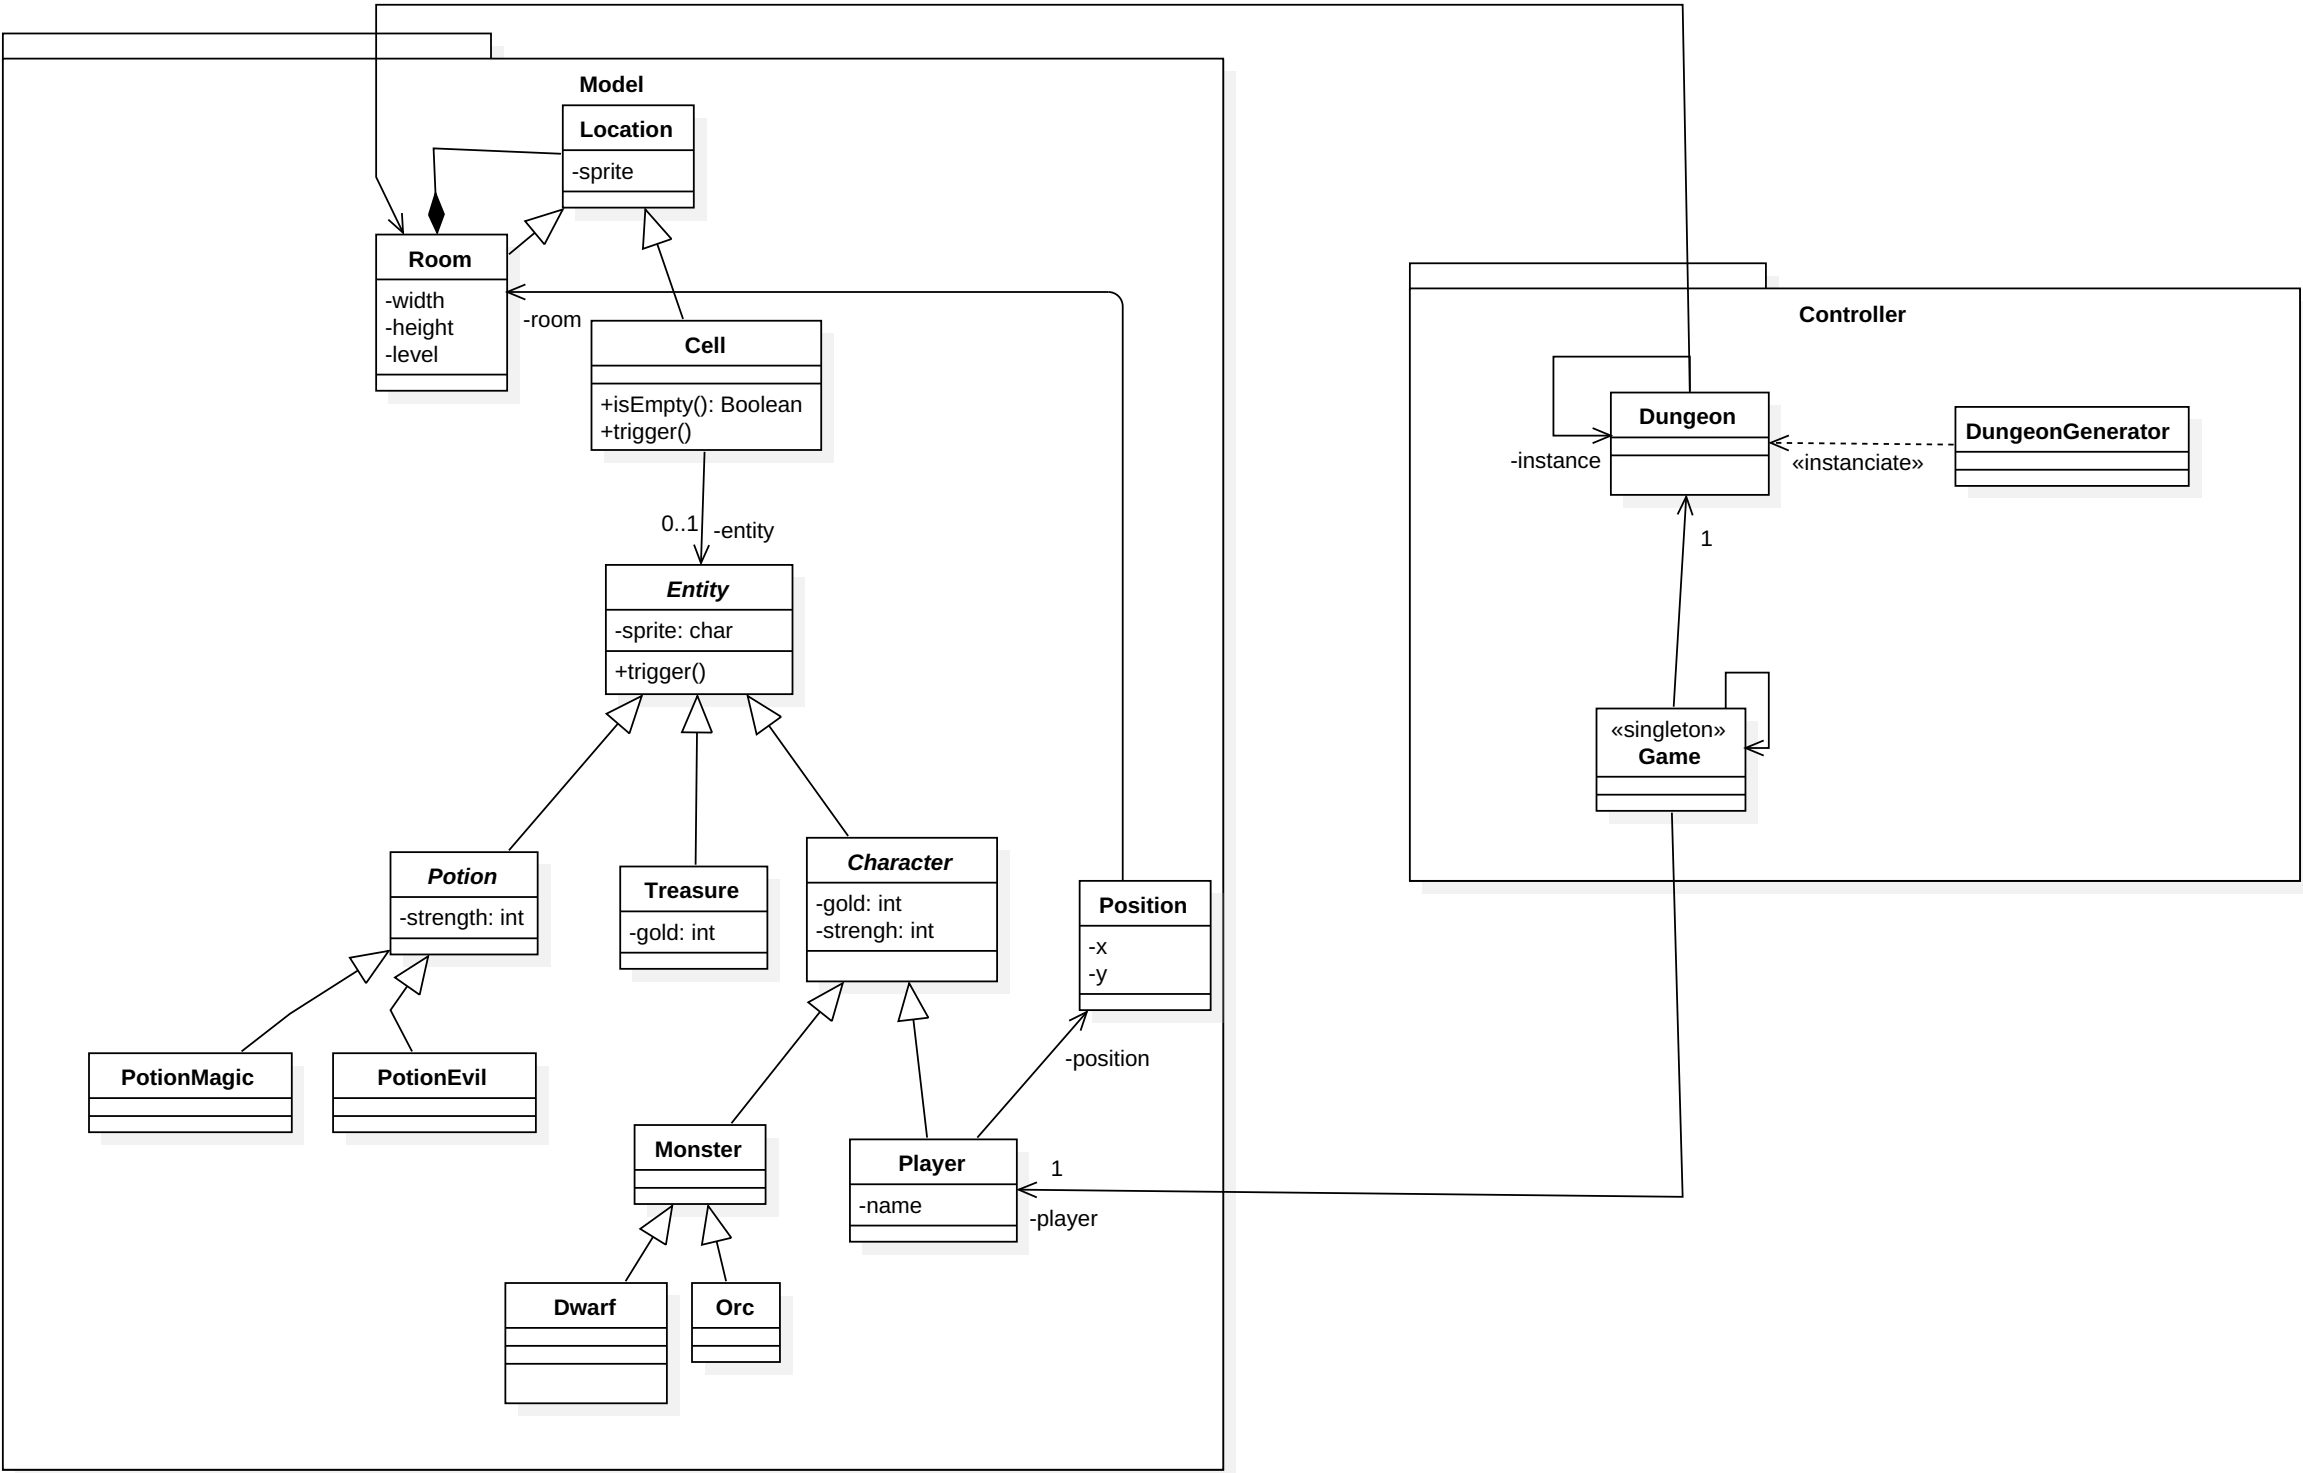 Model
Location
-sprite
Room
-width
-height
-level
-room
Cell
+isEmpty(): Boolean
+trigger()
0..1
-entity
Entity
-sprite: char
+trigger()
Potion
-strength: int
Treasure
-gold: int
Character
-gold: int
-strengh: int
Position
-x
-y
-position
PotionMagic
PotionEvil
Monster
Player
-name
1
-player
Dwarf
Orc
Controller
Dungeon
-instance
«instanciate»
DungeonGenerator
1
«singleton»
Game